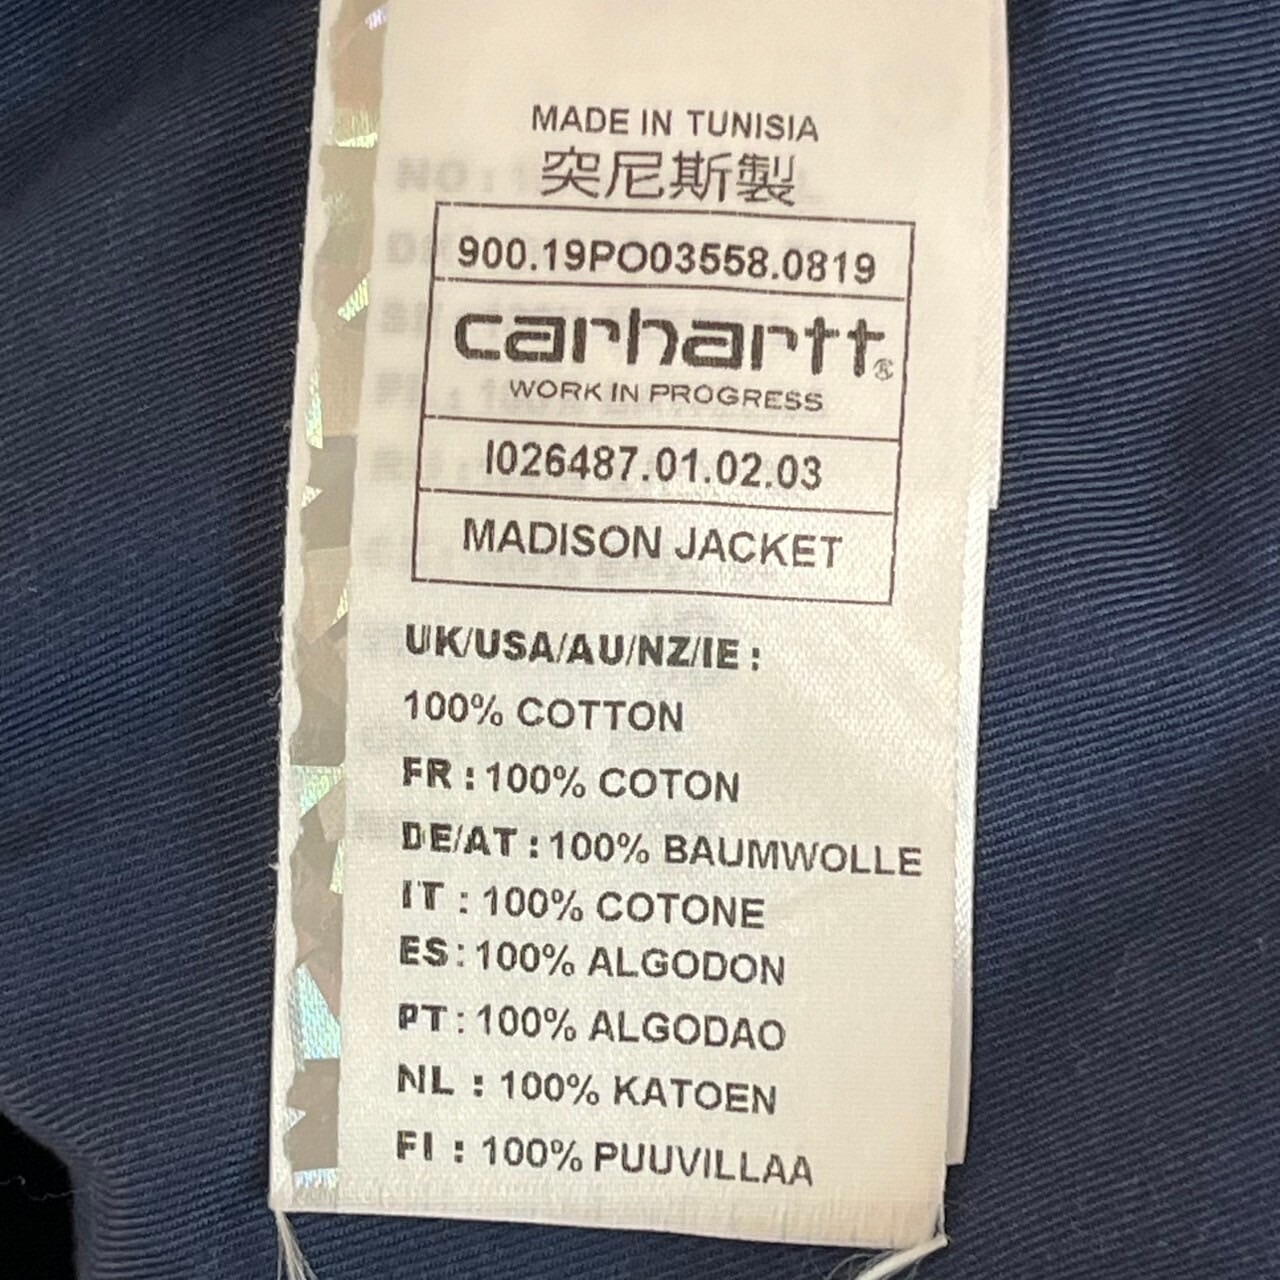 MADE IN TUNISIA
突尼斯製
900.19PO03558.0819
carhartt®
WORK IN PROGRESS
I026487.01.02.03
MADISON JACKET
UK/USA/AU/NZ/IE :
100% COTTON
FR : 100% COTON
DE/AT : 100% BAUMWOLLE
IT : 100% COTONE
ES : 100% ALGODON
PT : 100% ALGODAO
NL : 100% KATOEN
FI : 100% PUUVILLAA